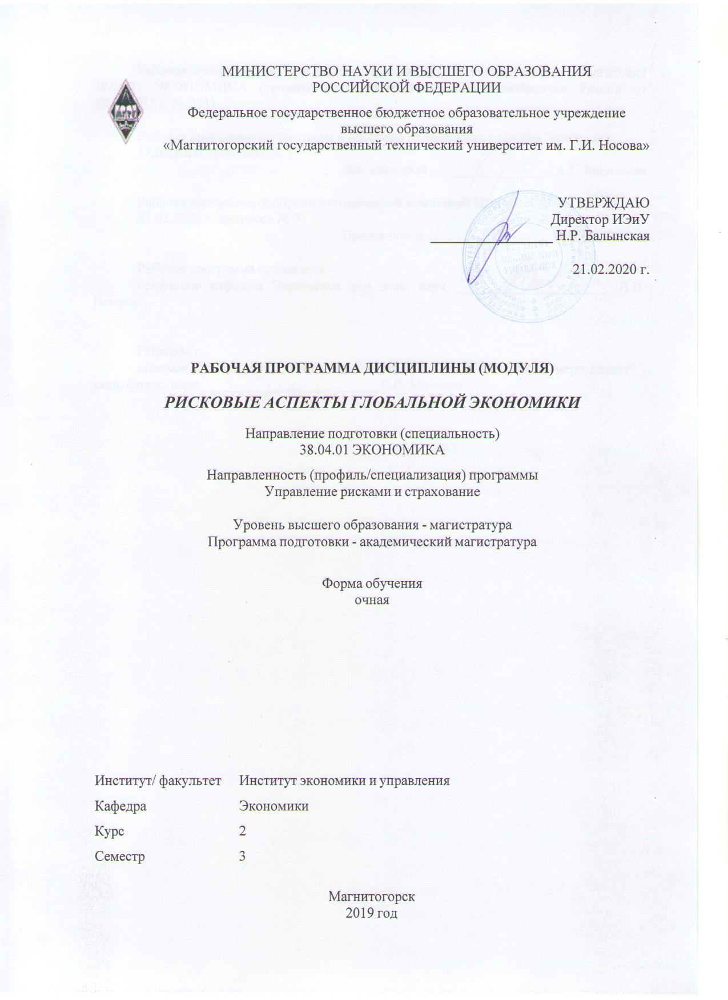 МИНИСТЕРСТВО НАУКИ И ВЫСШЕГО ОБРАЗОВАНИЯ
РОССИЙСКОЙ ФЕДЕРАЦИИ
Федеральное государственное бюджетное образовательное учреждение
высшего образования
«Магнитогорский государственный технический университет им. Г.И. Носова»
УТВЕРЖДАЮ
Директор ИЭиУ
Н.Р. Балынская
ИНСТИТУТ
ЭКОНОМИКИ И
УПРАВЛЕНИЯ
21.02.2020 г.
РАБОЧАЯ ПРОГРАММА ДИСЦИПЛИНЫ (МОДУЛЯ)
РИСКОВЫЕ АСПЕКТЫ ГЛОБАЛЬНОЙ ЭКОНОМИКИ
Направление подготовки (специальность)
38.04.01 ЭКОНОМИКА
Направленность (профиль/специализация) программы
Управление рисками и страхование
Уровень высшего образования - магистратура
Программа подготовки - академический магистратура
Форма обучения
очная
Институт/ факультет Институт экономики и управления
Кафедра Экономики
Курс 2
Семестр 3
Магнитогорск
2019 год